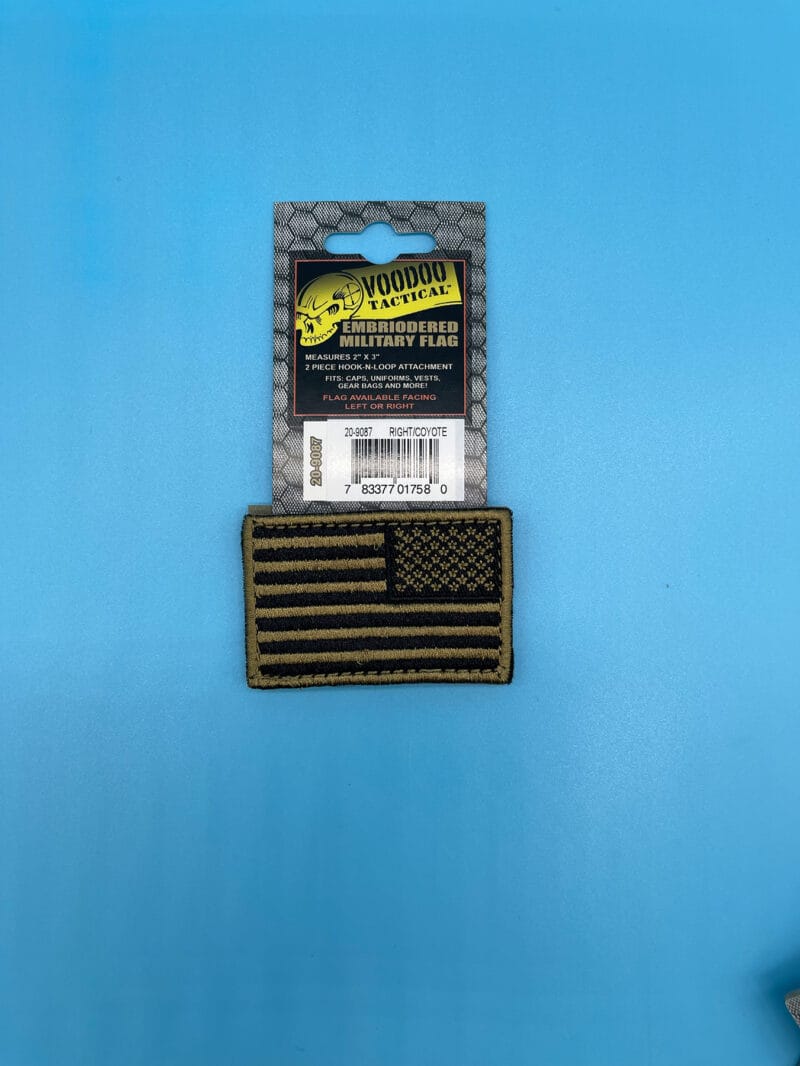 VOODOO
TACTICAL™
EMBRIODERED
MILITARY FLAG
MEASURES 2" X 3"
2 PIECE HOOK-N-LOOP ATTACHMENT
FITS: CAPS, UNIFORMS, VESTS,
GEAR BAGS AND MORE!
FLAG AVAILABLE FACING
LEFT OR RIGHT
20-9087
20-9087 RIGHT/COYOTE
7 83377 01758 0